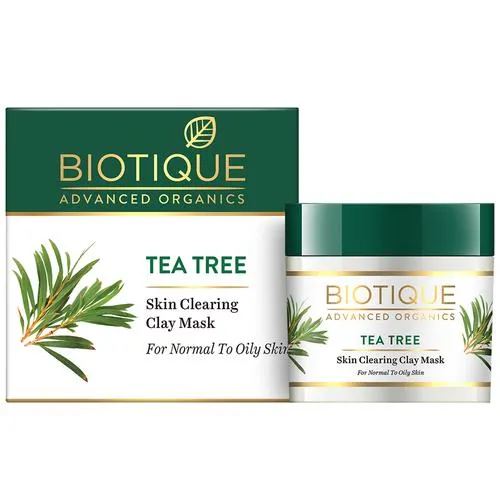 BIOTIQUE
ADVANCED ORGANICS
TEA TREE
Skin Clearing
Clay Mask
For Normal To Oily Skin
BIOTIQUE
ADVANCED ORGANICS
TEA TREE
Skin Clearing Clay Mask
For Normal To Oily Skin